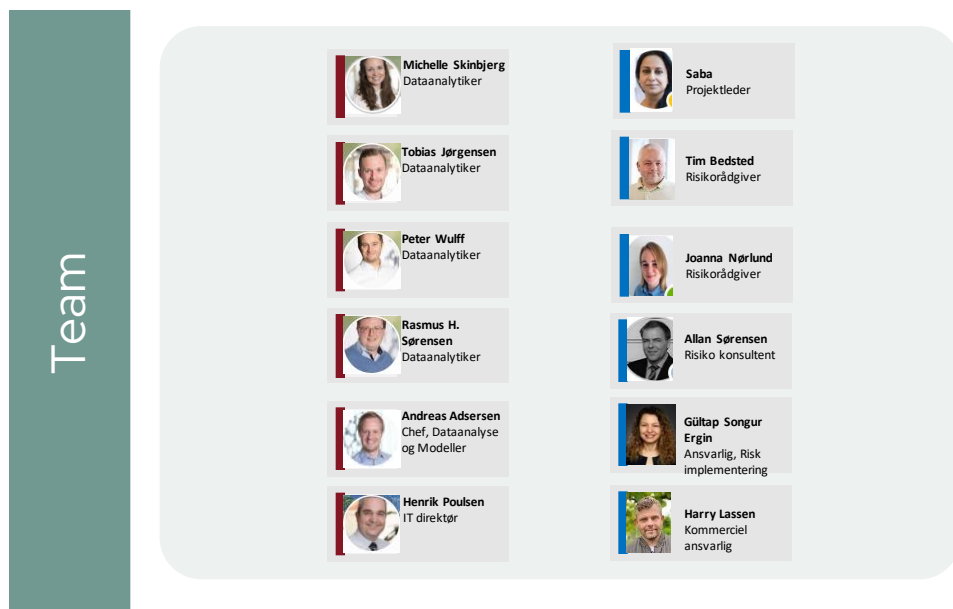 Team
Michelle Skinbjerg
Dataanalytiker
Tobias Jørgensen
Dataanalytiker
Peter Wulff
Dataanalytiker
Rasmus H.
Sørensen
Dataanalytiker
Andreas Adsersen
Chef, Dataanalyse
og Modeller
Henrik Poulsen
IT direktør
Saba
Projektleder
Tim Bedsted
Risikorådgiver
Joanna Nørlund
Risikorådgiver
Allan Sørensen
Risiko konsultent
Gültap Songur
Ergin
Ansvarlig, Risk
implementering
Harry Lassen
Kommerciel
ansvarlig